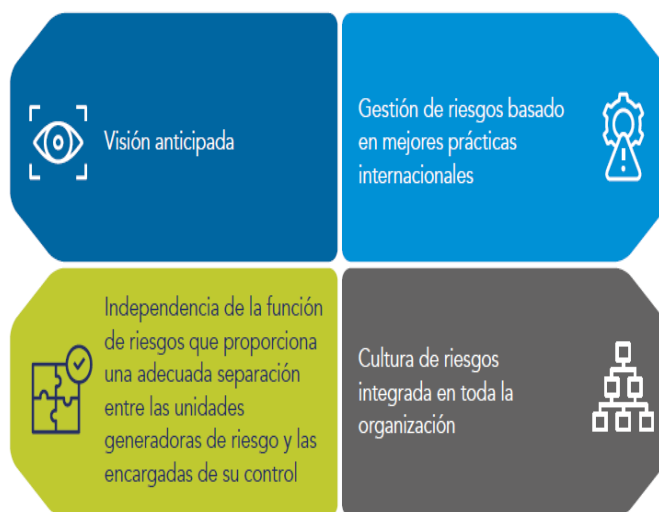 Visión anticipada
Gestión de riesgos basado
en mejores prácticas
internacionales
Independencia de la función
de riesgos que proporciona
una adecuada separación
entre las unidades
generadoras de riesgo y las
encargadas de su control
Cultura de riesgos
integrada en toda la
organización